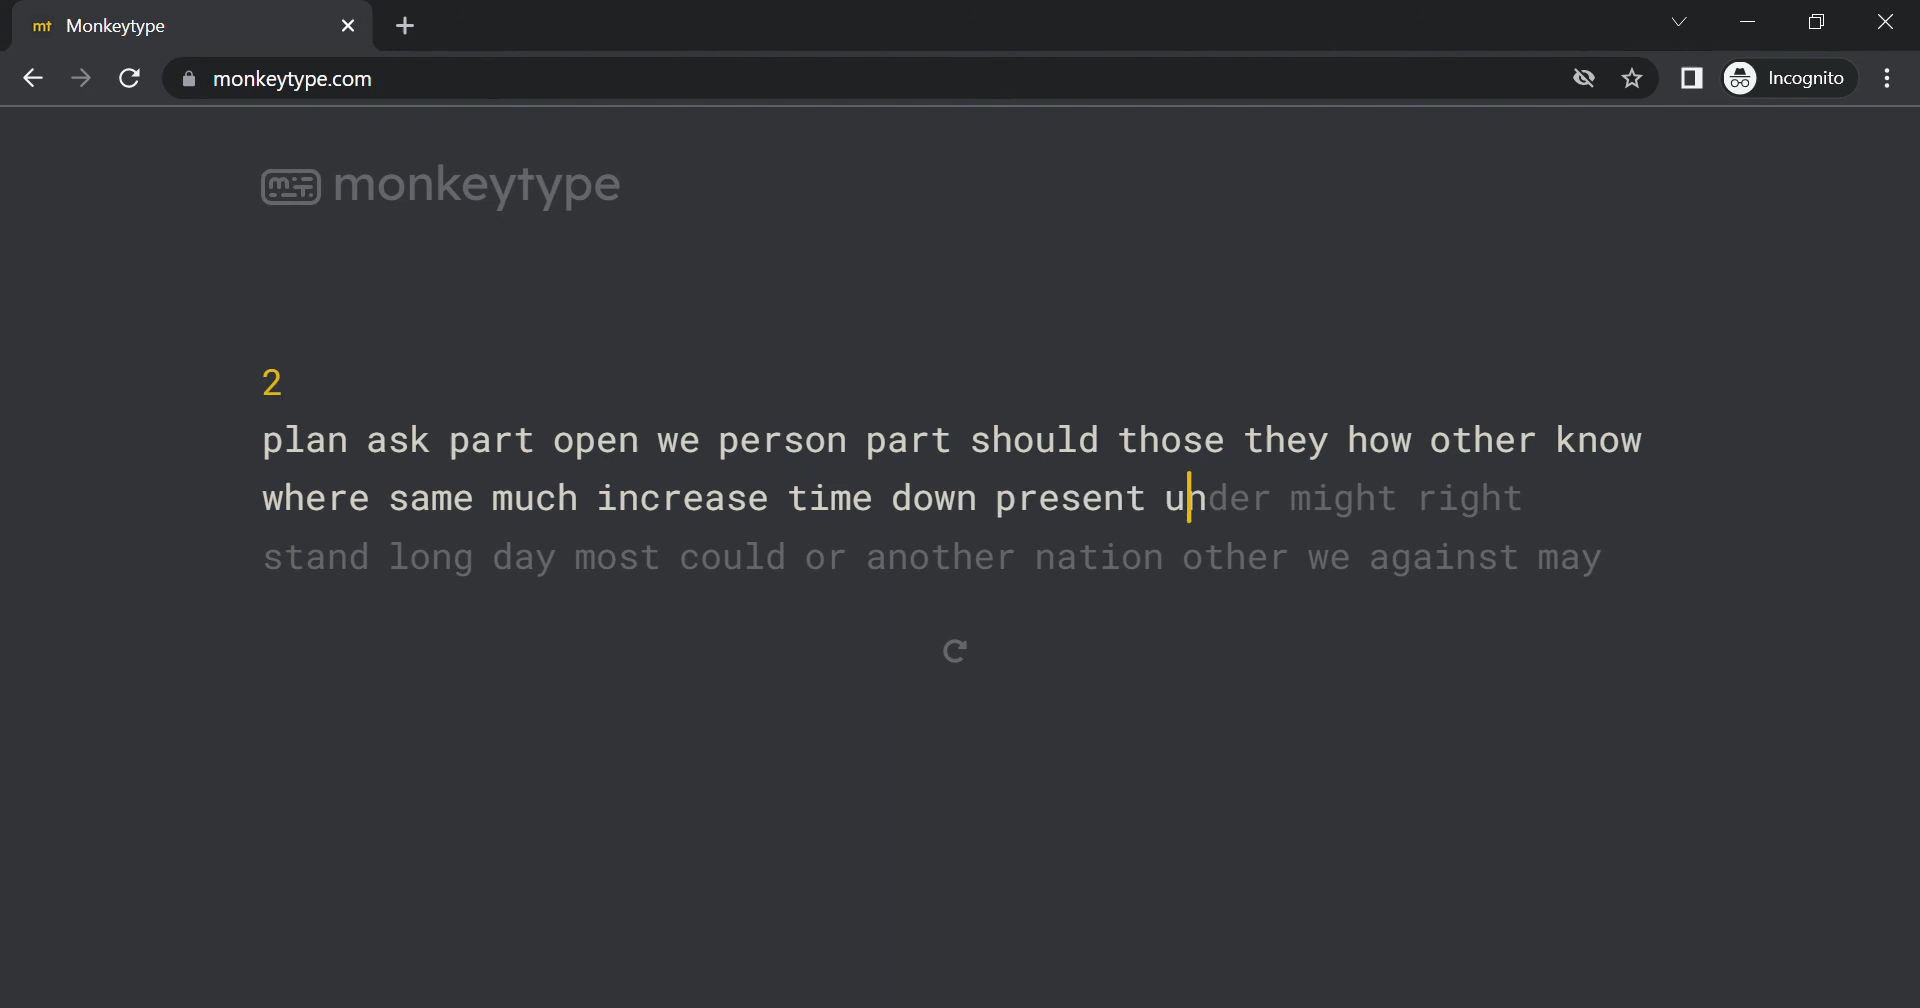 mt Monkeytype
monkeytype.com
Incognito
mt monkeytype
2
plan ask part open we person part should those they how other know
where same much increase time down present under might right
stand long day most could or another nation other we against may